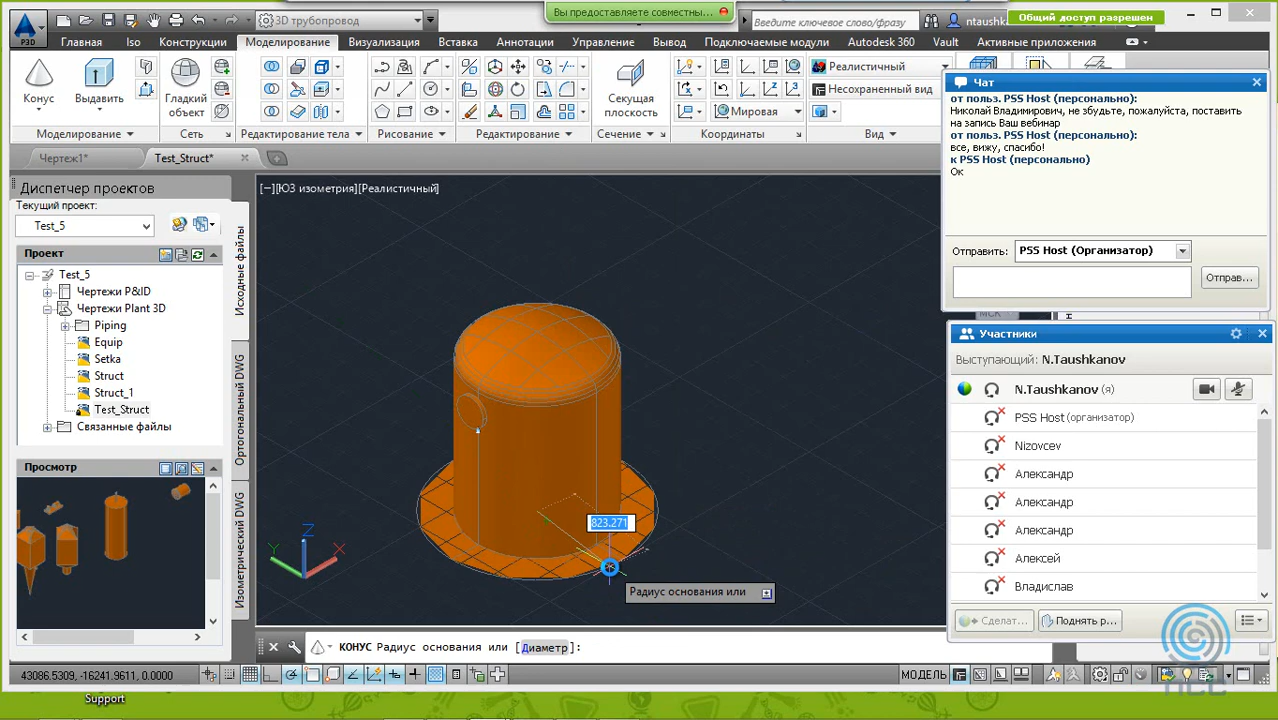 P3D
3D трубопровод
Вы предоставляете совместны...
Введите ключевое слово/фразу
ntaush
Общий доступ разрешен
Главная
Iso
Конструкции
Моделирование
Визуализация
Вставка
Аннотации
Управление
Вывод
Подключаемые модули
Autodesk 360
Vault
Активные приложения
Конус
Выдавить
Гладкий
объект
Секущая
плоскость
Реалистичный
Несохраненный вид
Мировая
Моделирование
Сеть
Редактирование тела
Рисование
Редактирование
Сечение
Координаты
Вид
Чертеж1*
Test_Struct*
Диспетчер проектов
Текущий проект:
Test_5
Проект
Test_5
Чертежи P&ID
Чертежи Plant 3D
Piping
Equip
Setka
Struct
Struct_1
Test_Struct
Связанные файлы
Просмотр
Исходные файлы
Ортогональный DWG
Изометрический DWG
[−][ЮЗ изометрия][Реалистичный]
823.271
Радиус основания или
Z
Y
X
КОНУС Радиус основания или [Диаметр]:
43086.5309, -16241.9611, 0.0000
МОДЕЛЬ
Support
Чат
от польз. PSS Host (персонально):
Николай Владимирович, не збудьте, пожалуйста, поставить
на запись Ваш вебинар
от польз. PSS Host (персонально):
все, вижу, спасибо!
к PSS Host (персонально)
Ок
Отправить:
PSS Host (Организатор)
Отправ...
МСК
Участники
Выступающий: N.Taushkanov
N.Taushkanov (я)
PSS Host (организатор)
Nizovcev
Александр
Александр
Александр
Алексей
Владислав
Сделат...
Поднять р...